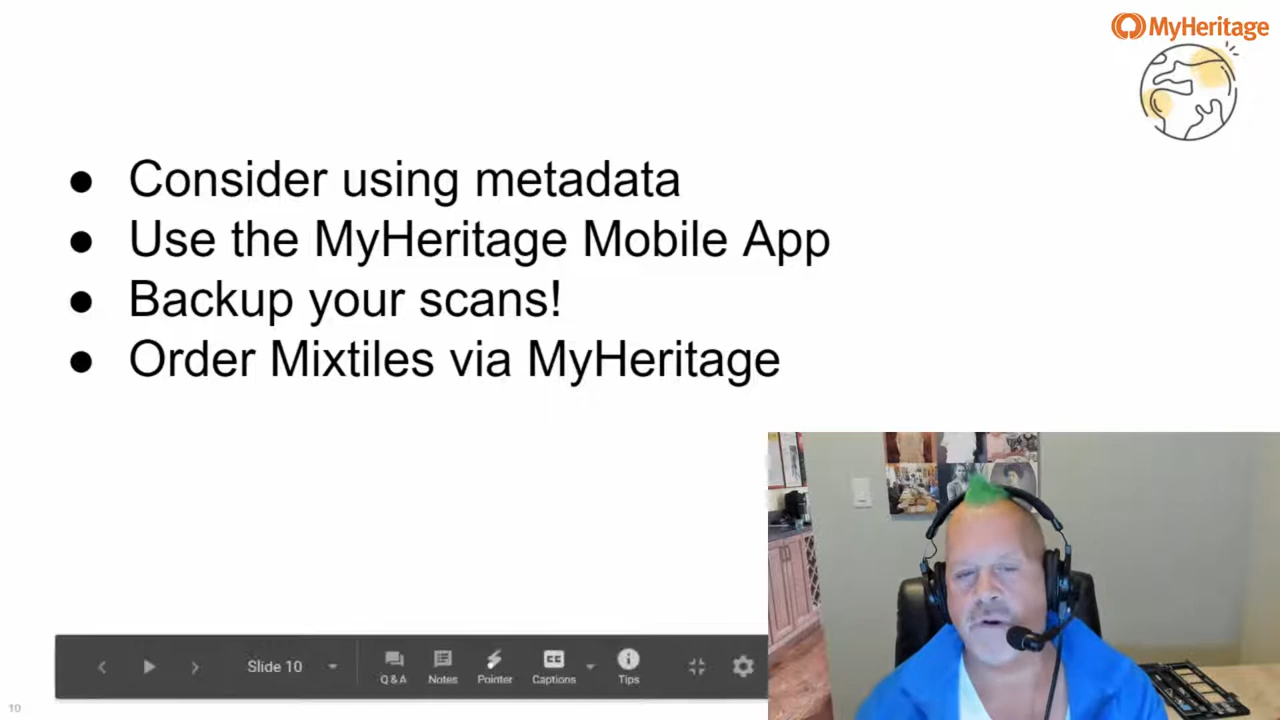 MyHeritage
● Consider using metadata
● Use the MyHeritage Mobile App
● Backup your scans!
● Order Mixtiles via MyHeritage
Slide 10
Q&A Notes Pointer CC Captions Tips
10